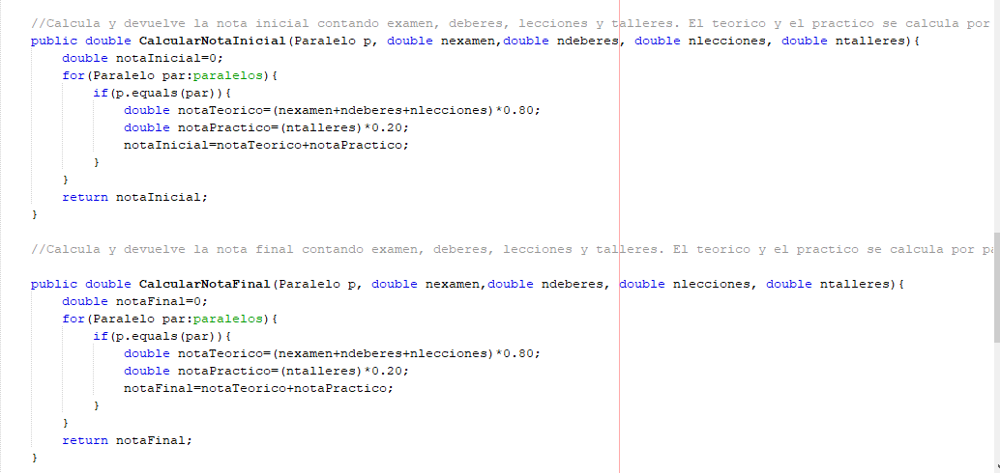 //Calcula y devuelve la nota inicial contando examen, deberes, lecciones y talleres. El teorico y el practico se calcula por
public double CalcularNotaInicial(Paralelo p, double nexamen,double ndeberes, double nlecciones, double ntalleres){
double notaInicial=0;
for(Paralelo par:paralelos){
if(p.equals(par)){
double notaTeorico=(nexamen+ndeberes+nlecciones)*0.80;
double notaPractico=(ntalleres)*0.20;
notaInicial=notaTeorico+notaPractico;
}
}
return notaInicial;
}
//Calcula y devuelve la nota final contando examen, deberes, lecciones y talleres. El teorico y el practico se calcula por
public double CalcularNotaFinal(Paralelo p, double nexamen,double ndeberes, double nlecciones, double ntalleres){
double notaFinal=0;
for(Paralelo par:paralelos){
if(p.equals(par)){
double notaTeorico=(nexamen+ndeberes+nlecciones)*0.80;
double notaPractico=(ntalleres)*0.20;
notaFinal=notaTeorico+notaPractico;
}
}
return notaFinal;
}